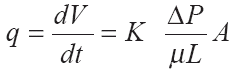 q = dV/dt = K ΔP/μL A